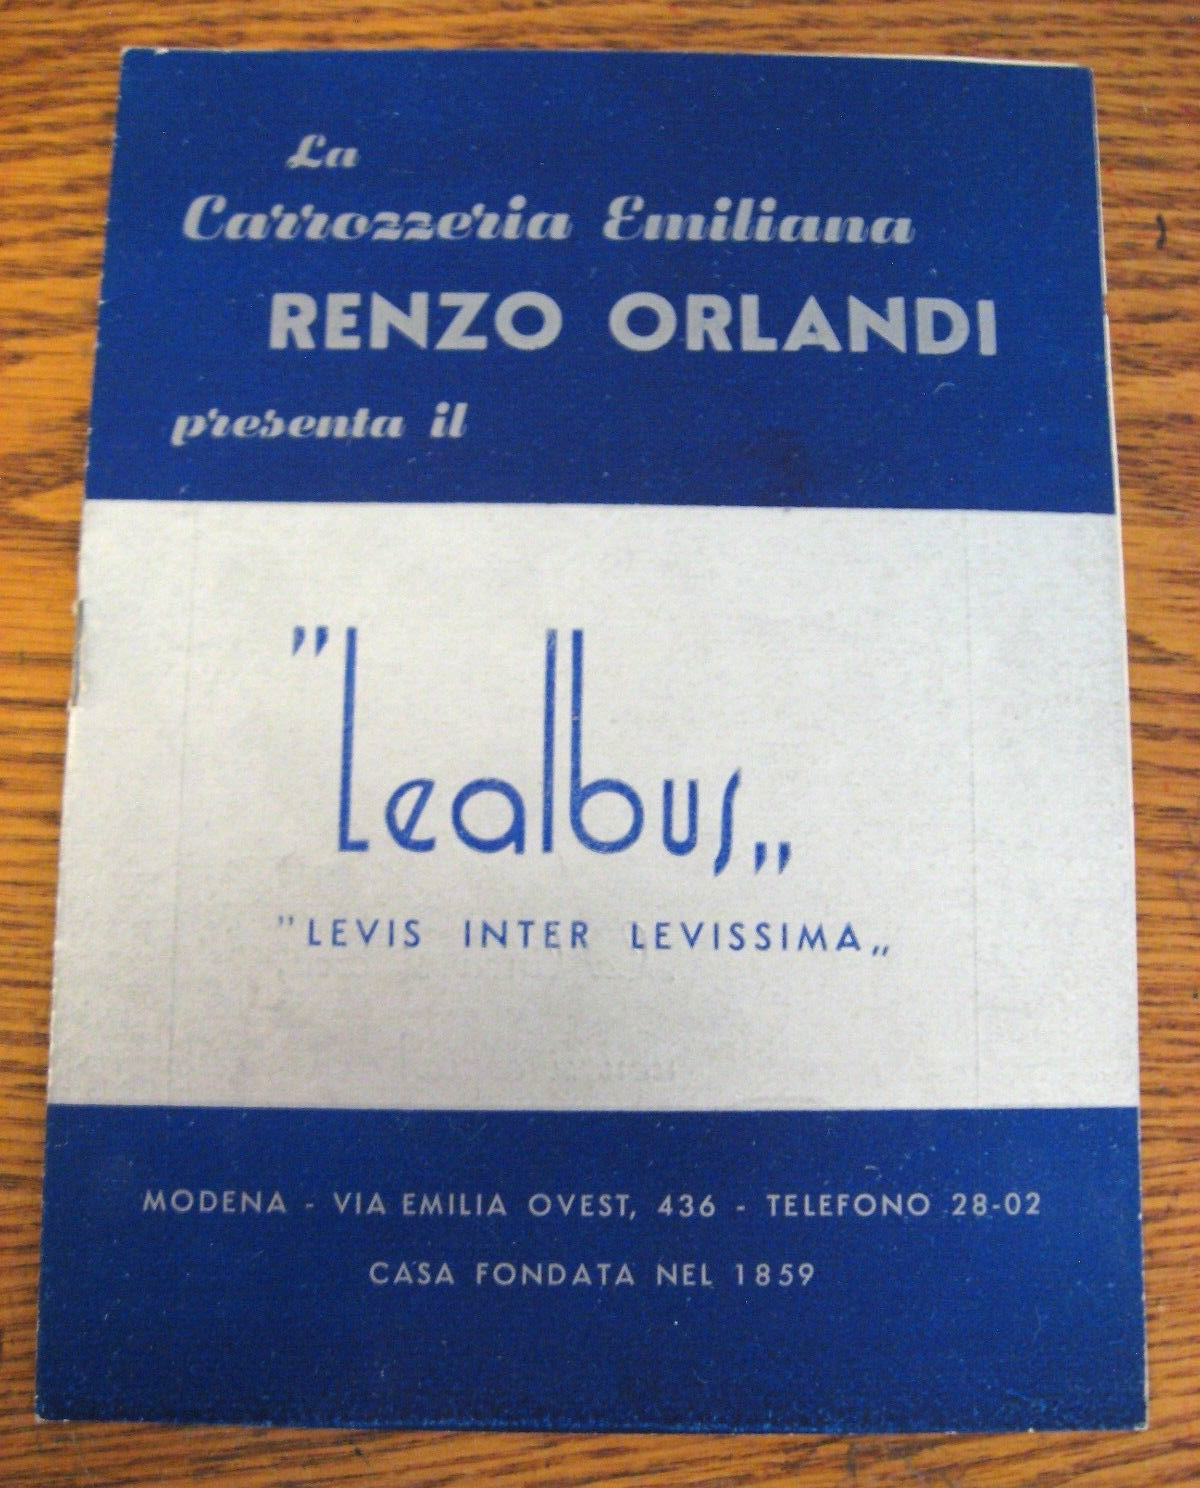 La
Carrozzeria Emiliana
RENZO ORLANDI
presenta il
"Lealbus„
"LEVIS INTER LEVISSIMA„
MODENA - VIA EMILIA OVEST, 436 - TELEFONO 28-02
CASA FONDATA NEL 1859